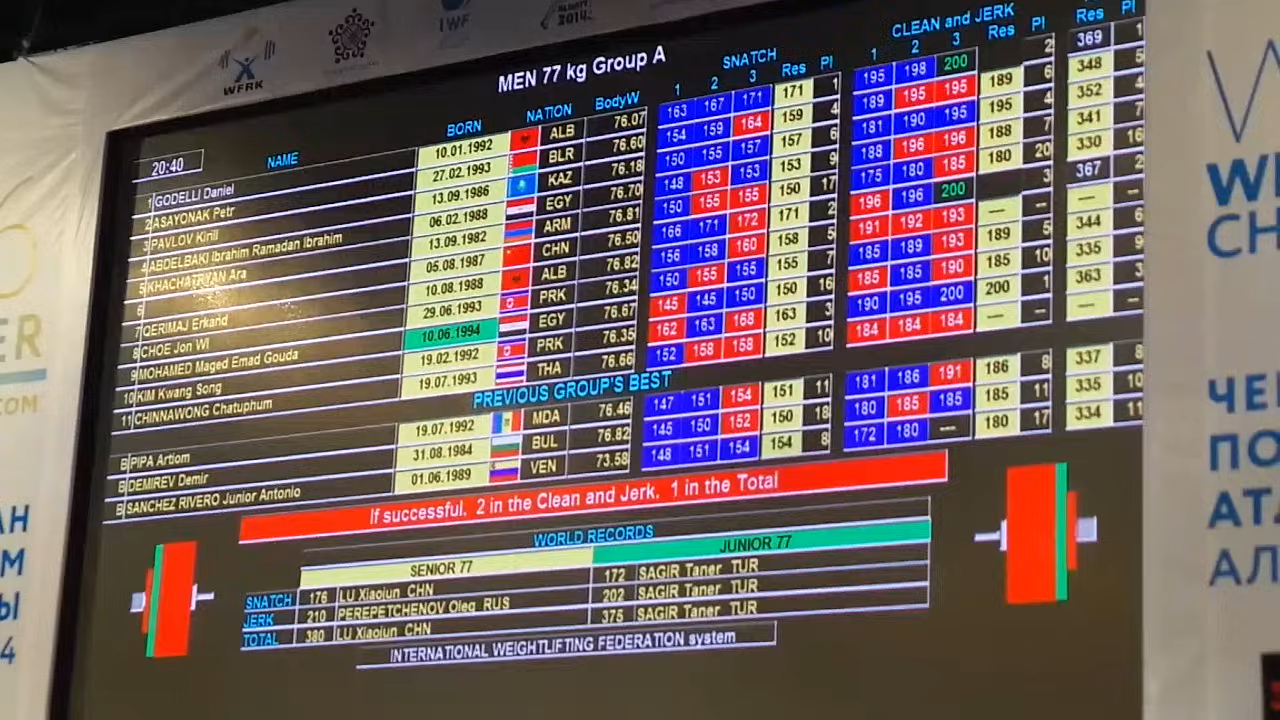 WFRK
IWF
ALMATY 2014
MEN 77 kg Group A
20:40
NAME BORN NATION BodyW SNATCH 1 2 3 Res Pl CLEAN and JERK 1 2 3 Res Pl Res Pl
1 GODELLI Daniel 10.01.1992 ALB 76.07 163 167 171 171 1 195 198 200 2 369 1
2 ASAYONAK Petr 27.02.1993 BLR 76.60 154 159 164 159 4 189 195 195 189 6 348 5
3 PAVLOV Kirill 13.09.1986 KAZ 76.18 150 155 157 157 6 181 190 195 195 4 352 4
4 ABDELBAKI Ibrahim Ramadan Ibrahim 06.02.1988 EGY 76.70 148 153 153 153 9 188 196 196 188 7 341 7
5 KHACHATRYAN Ara 13.09.1982 ARM 76.81 150 155 155 150 17 175 180 185 180 20 330 16
6 05.08.1987 CHN 76.50 166 171 172 171 2 196 196 200 3 367 2
7 QERIMAJ Erkand 10.08.1988 ALB 76.82 156 158 160 158 5 191 192 193 --- -- --- --
8 CHOE Jon Wi 29.06.1993 PRK 76.34 150 155 155 155 7 185 189 193 189 5 344 6
9 MOHAMED Maged Emad Gouda 10.06.1994 EGY 76.67 145 145 150 150 16 185 185 190 185 10 335 9
10 KIM Kwang Song 19.02.1992 PRK 76.35 162 163 168 163 3 190 195 200 200 1 363 3
11 CHINNAWONG Chatuphum 19.07.1993 THA 76.66 152 158 158 152 10 184 184 184 --- -- --- --
PREVIOUS GROUP'S BEST
B PIPA Artiom 19.07.1992 MDA 76.46 147 151 154 151 11 181 186 191 186 8 337 8
B DEMIREV Demir 31.08.1984 BUL 76.82 145 150 152 150 18 180 185 185 185 11 335 10
B SANCHEZ RIVERO Junior Antonio 01.06.1989 VEN 73.58 148 151 154 154 8 172 180 --- 180 17 334 11
If successful. 2 in the Clean and Jerk. 1 in the Total
WORLD RECORDS
SENIOR 77 JUNIOR 77
SNATCH 176 LU Xiaojun CHN 172 SAGIR Taner TUR
JERK 210 PEREPETCHENOV Oleg RUS 202 SAGIR Taner TUR
TOTAL 380 LU Xiaojun CHN 375 SAGIR Taner TUR
INTERNATIONAL WEIGHTLIFTING FEDERATION system
ER
COM
4
W
CH
ЧЕ
ПО
АТ
АЛ